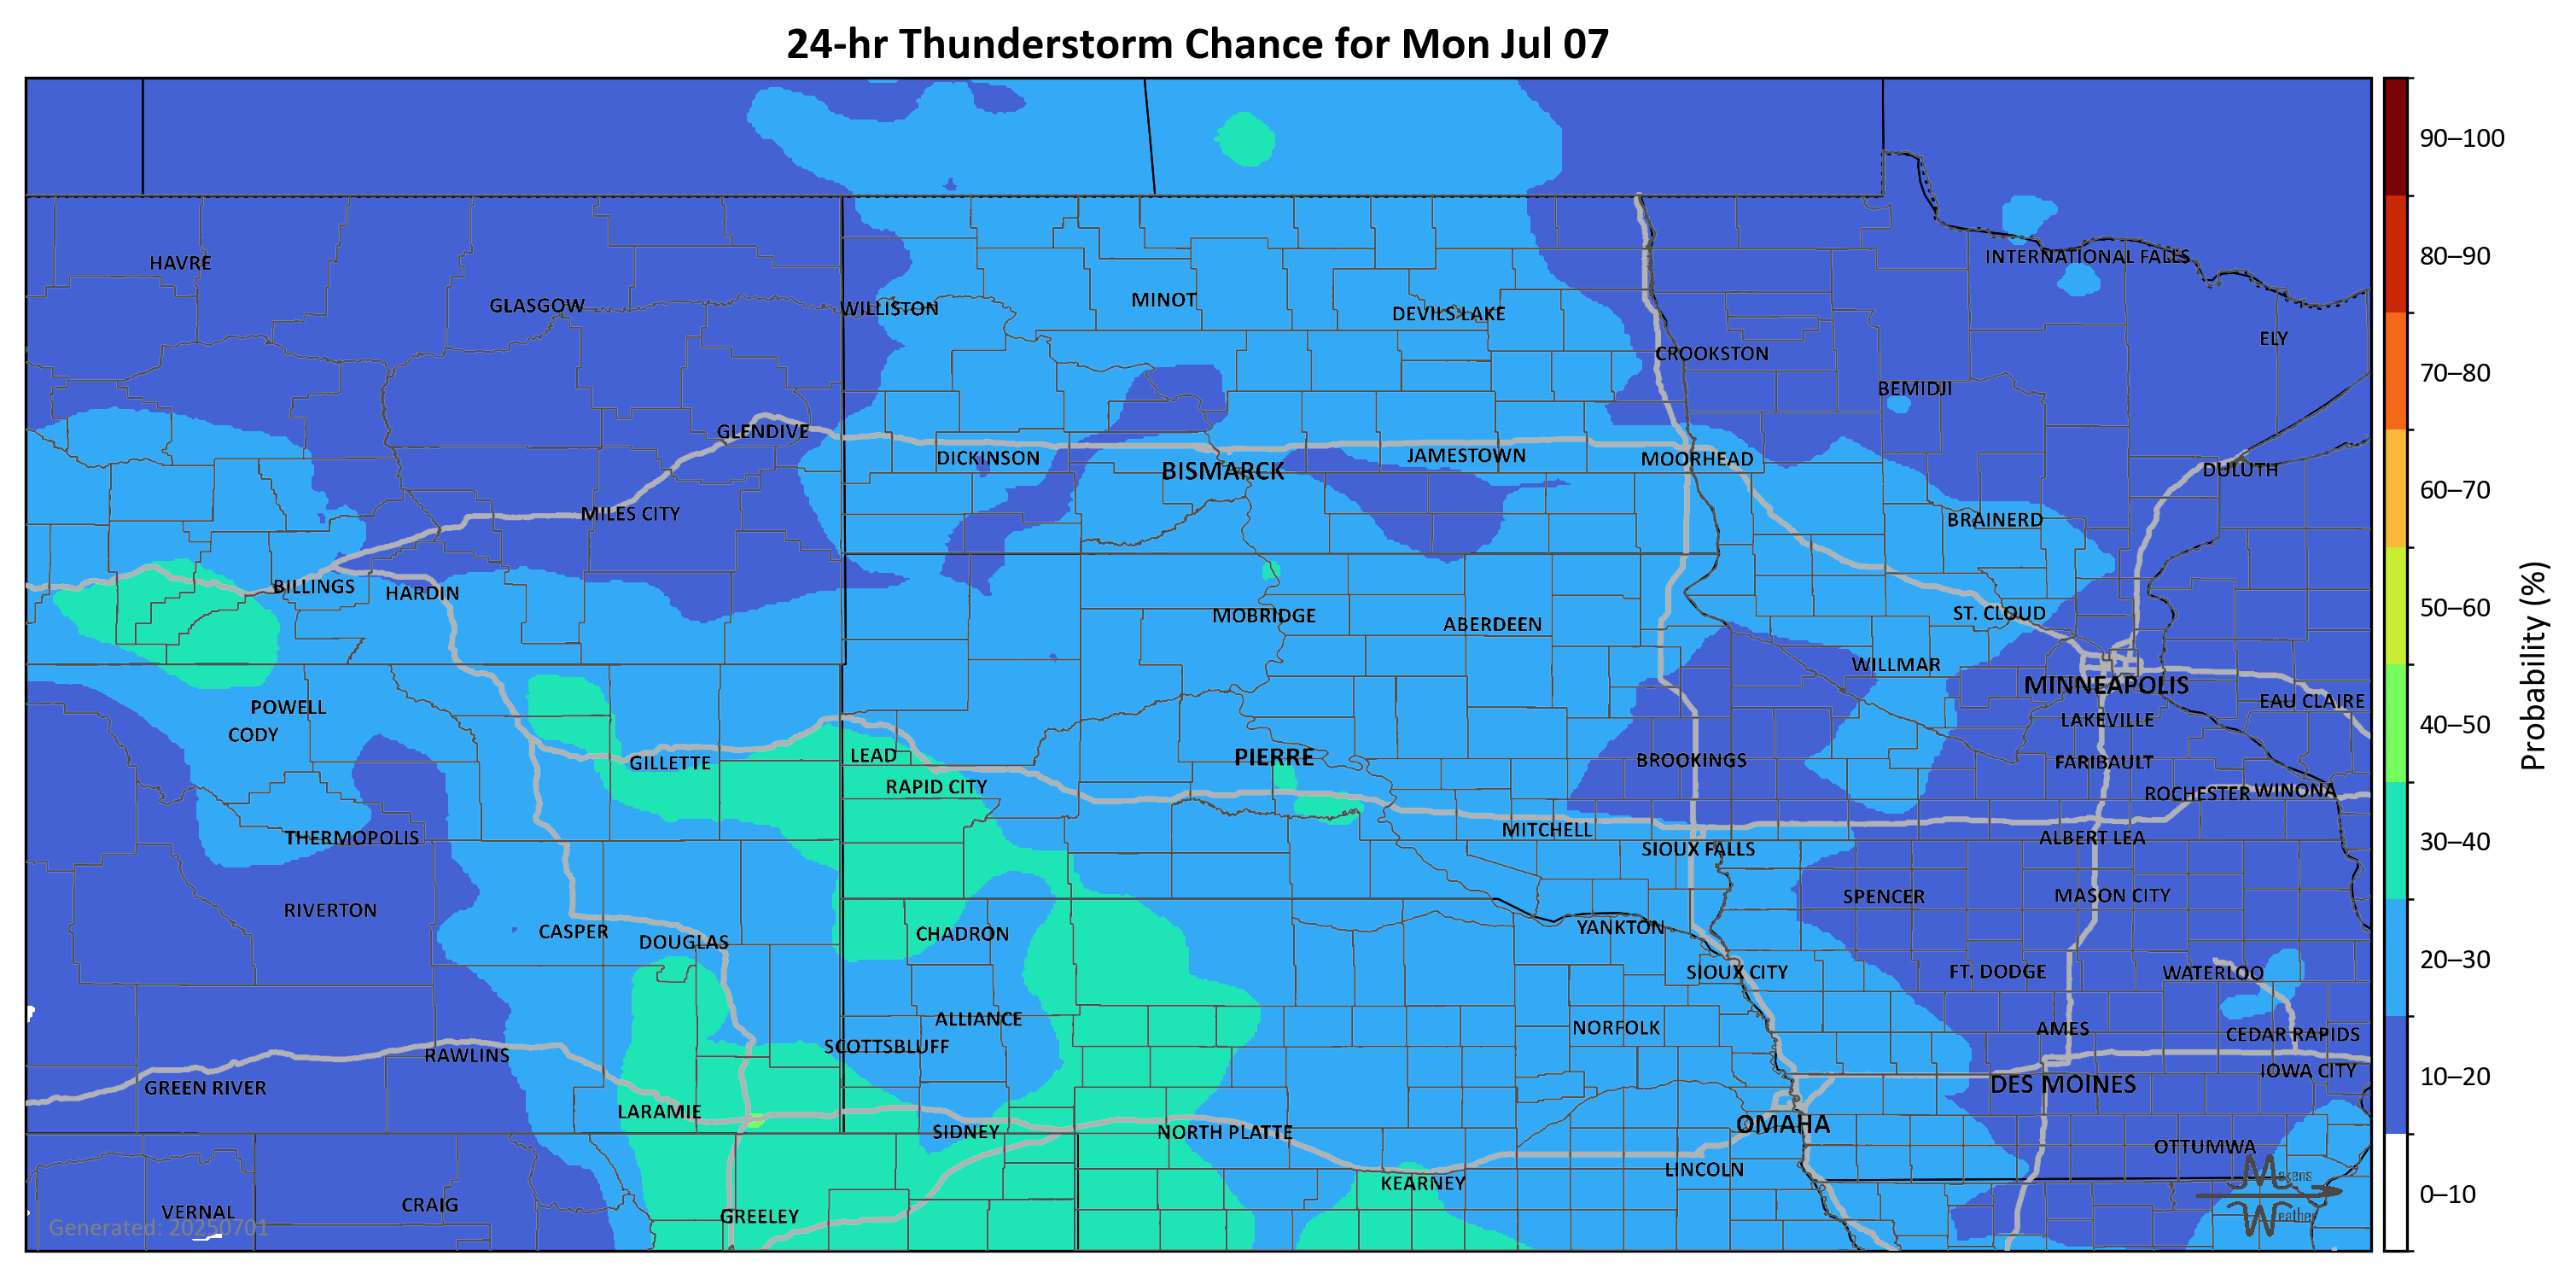 24-hr Thunderstorm Chance for Mon Jul 07
HAVRE
GLASGOW
WILLISTON
MINOT
DEVILS LAKE
INTERNATIONAL FALLS
ELY
CROOKSTON
BEMIDJI
GLENDIVE
DICKINSON
BISMARCK
JAMESTOWN
MOORHEAD
DULUTH
MILES CITY
BRAINERD
BILLINGS
HARDIN
MOBRIDGE
ABERDEEN
ST. CLOUD
WILLMAR
MINNEAPOLIS
EAU CLAIRE
POWELL
CODY
LAKEVILLE
GILLETTE
LEAD
PIERRE
BROOKINGS
FARIBAULT
RAPID CITY
ROCHESTER
WINONA
THERMOPOLIS
MITCHELL
ALBERT LEA
SIOUX FALLS
SPENCER
MASON CITY
RIVERTON
CASPER
DOUGLAS
CHADRON
YANKTON
SIOUX CITY
FT. DODGE
WATERLOO
ALLIANCE
NORFOLK
AMES
CEDAR RAPIDS
SCOTTSBLUFF
RAWLINS
GREEN RIVER
DES MOINES
IOWA CITY
LARAMIE
OMAHA
SIDNEY
NORTH PLATTE
OTTUMWA
LINCOLN
KEARNEY
VERNAL
CRAIG
GREELEY
Generated: 20250701
Makens
Weather
90–100
80–90
70–80
60–70
50–60
40–50
30–40
20–30
10–20
0–10
Probability (%)